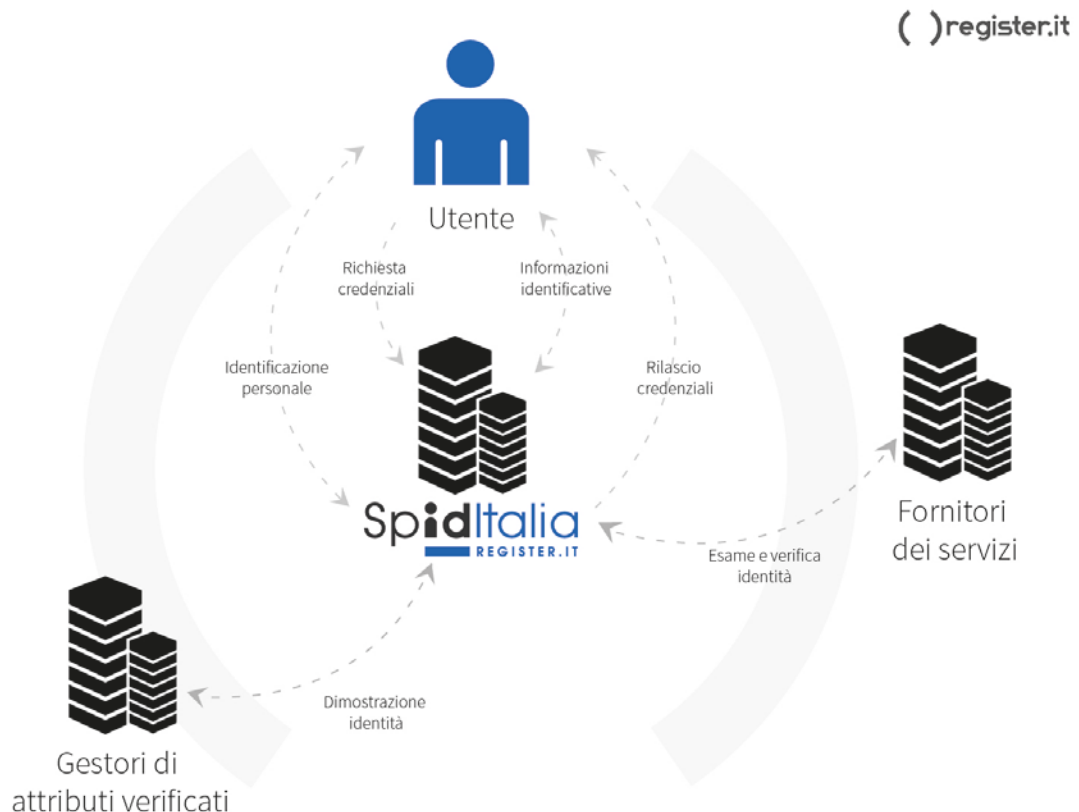 ( ) register.it
Utente
Richiesta
credenziali
Informazioni
identificative
Identificazione
personale
Rilascio
credenziali
SpidItalia
REGISTER.IT
Fornitori
dei servizi
Esame e verifica
identità
Dimostrazione
identità
Gestori di
attributi verificati